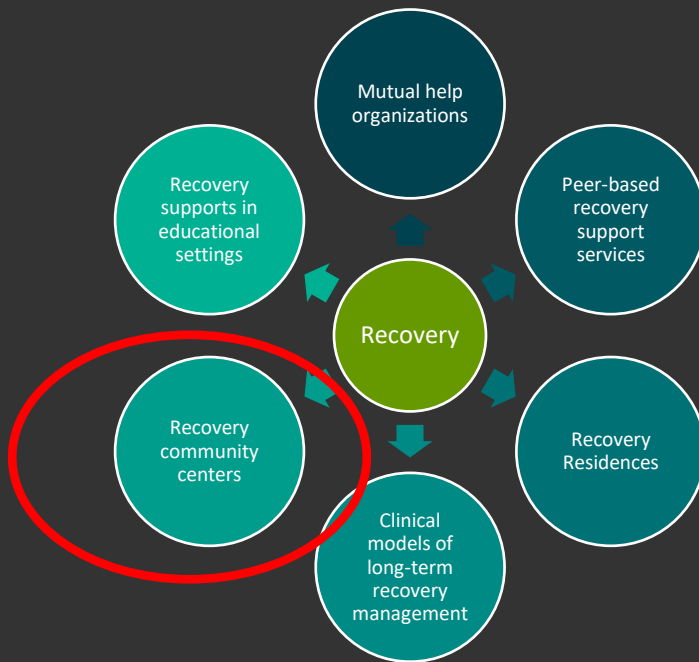 Mutual help
organizations
Recovery
supports in
educational
settings
Peer-based
recovery
support
services
Recovery
Recovery
community
centers
Recovery
Residences
Clinical
models of
long-term
recovery
management